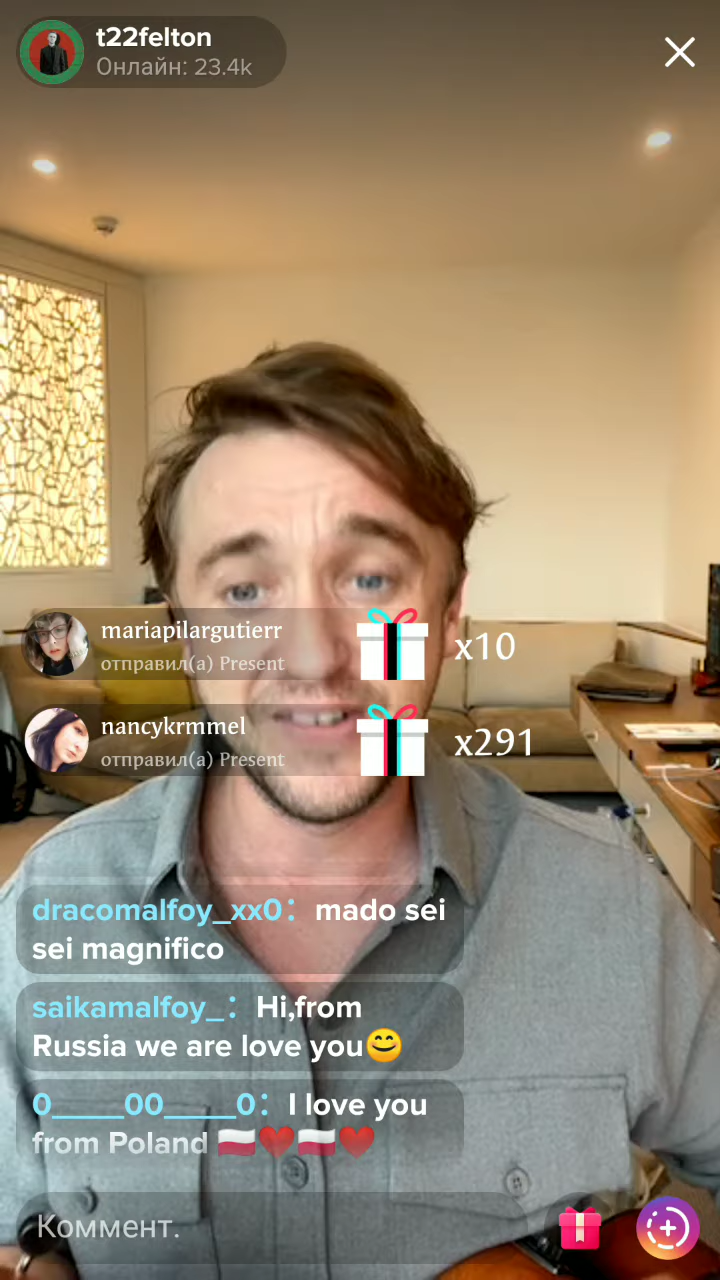 t22felton
Онлайн: 23.4k
mariapilargutierr
отправил(а) Present
x10
nancykrmmel
отправил(а) Present
x291
dracomalfoy_xx0: mado sei
sei magnifico
saikamalfoy_: Hi,from
Russia we are love you😊
0____00____0: I love you
from Poland 🇵🇱❤️🇵🇱❤️
Коммент.